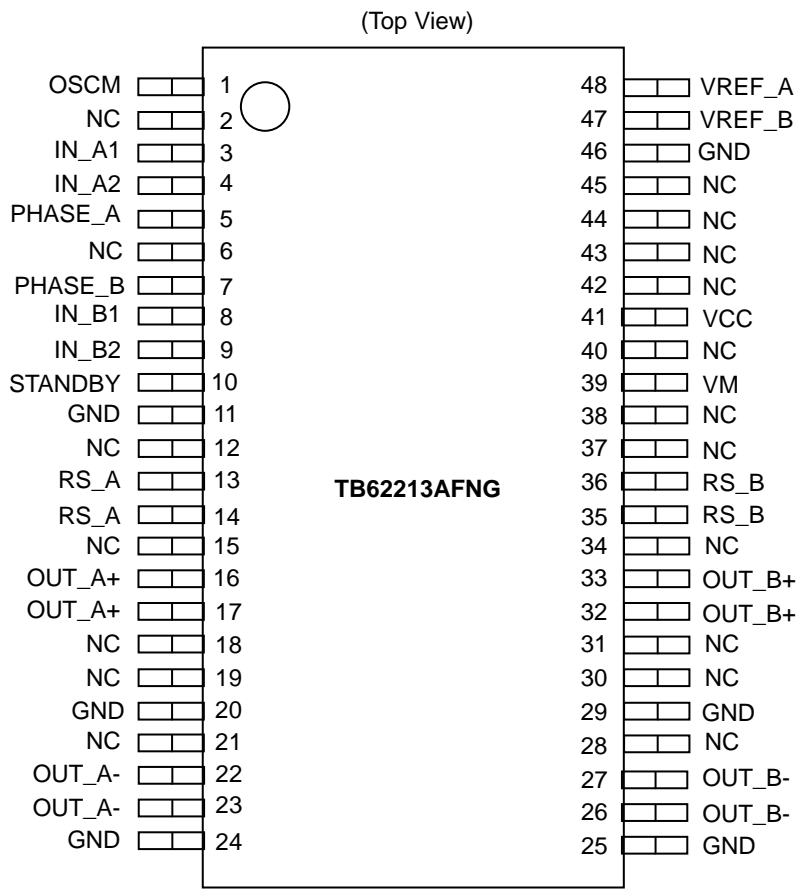 (Top View)
OSCM 1 48 VREF_A
NC 2 47 VREF_B
IN_A1 3 46 GND
IN_A2 4 45 NC
PHASE_A 5 44 NC
NC 6 43 NC
PHASE_B 7 42 NC
IN_B1 8 41 VCC
IN_B2 9 40 NC
STANDBY 10 39 VM
GND 11 38 NC
NC 12 37 NC
RS_A 13 36 RS_B
TB62213AFNG
RS_A 14 35 RS_B
NC 15 34 NC
OUT_A+ 16 33 OUT_B+
OUT_A+ 17 32 OUT_B+
NC 18 31 NC
NC 19 30 NC
GND 20 29 GND
NC 21 28 NC
OUT_A- 22 27 OUT_B-
OUT_A- 23 26 OUT_B-
GND 24 25 GND